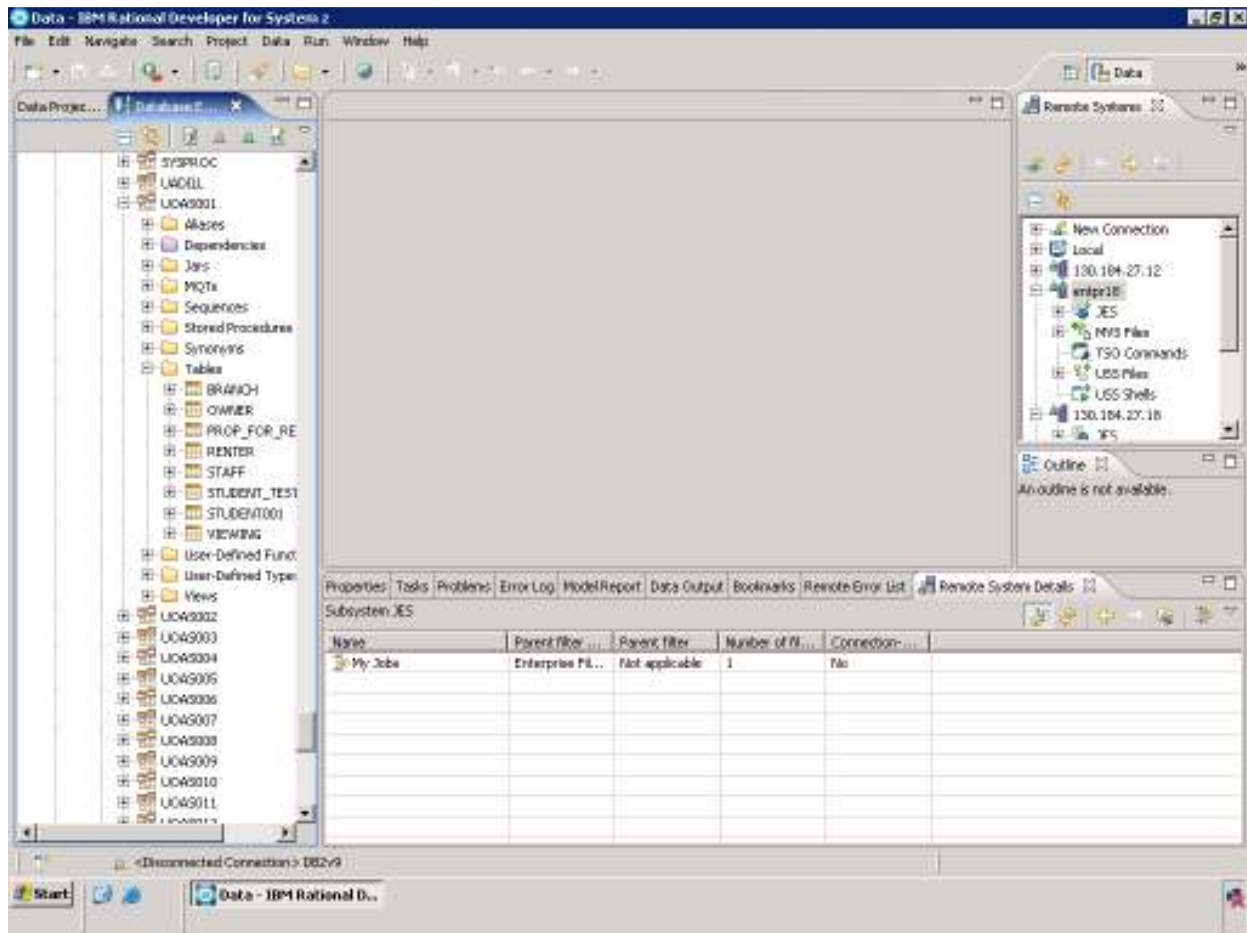 Data - IBM Rational Developer for System z
File Edit Navigate Search Project Data Run Window Help
Data
Data Projec...
Database E...
SYSPROC
UADILL
UOAS001
Aliases
Dependencies
Jars
MQTs
Sequences
Stored Procedures
Synonyms
Tables
BRANCH
OWNER
PROP_FOR_RE
RENTER
STAFF
STUDENT_TEST
STUDENT001
VIEWING
User-Defined Funct
User-Defined Type
Views
UOAS002
UOAS003
UOAS004
UOAS005
UOAS006
UOAS007
UOAS008
UOAS009
UOAS010
UOAS011
UOAS012
Remote Systems
New Connection
Local
130.184.27.12
entpr18
JES
MVS Files
TSO Commands
USS Files
USS Shells
130.184.27.18
JES
Outline
An outline is not available.
Properties Tasks Problems Error Log Model Report Data Output Bookmarks Remote Error List Remote System Details
Subsystem JES
Name Parent filter ... Parent filter Number of fil... Connection-...
My Jobs Enterprise Fil... Not applicable 1 No
<Disconnected Connection> DB2v9
Start
Data - IBM Rational D...